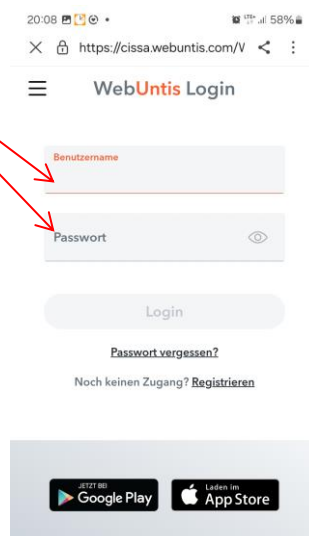 20:08 58%
https://cissa.webuntis.com/V
WebUntis Login
Benutzername
Passwort
Login
Passwort vergessen?
Noch keinen Zugang? Registrieren
JETZT BEI
Google Play
Laden im
App Store